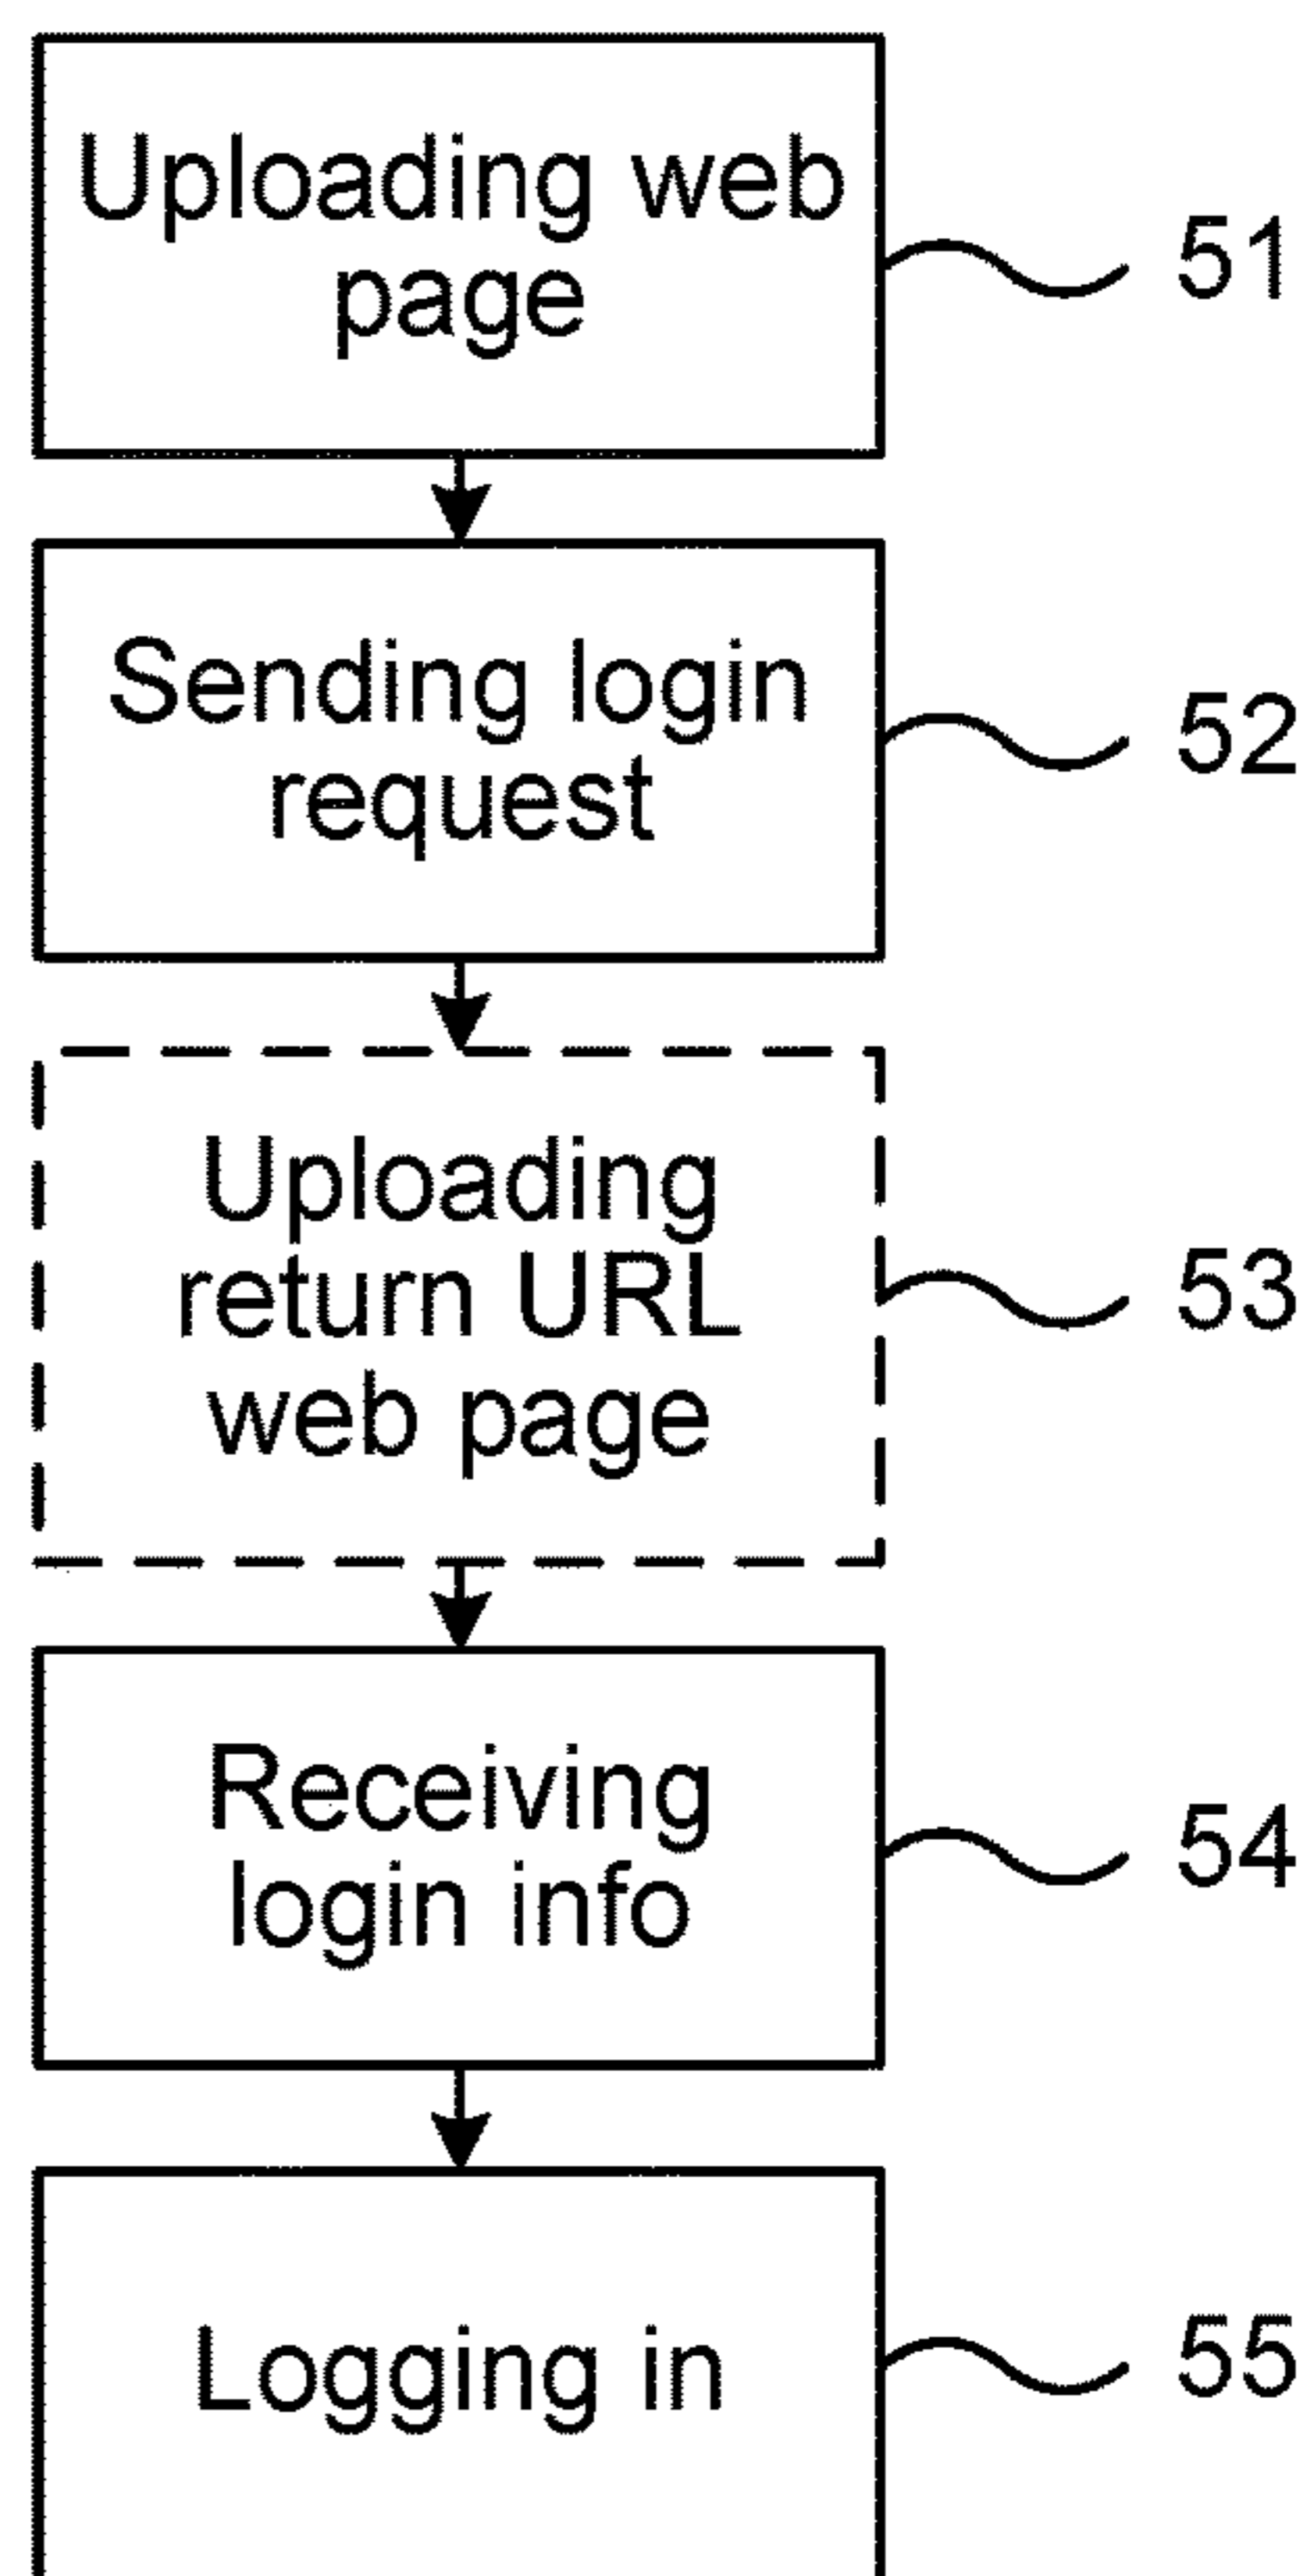 Uploading web
page
51
Sending login
request
52
Uploading
return URL
web page
53
Receiving
login info
54
Logging in
55